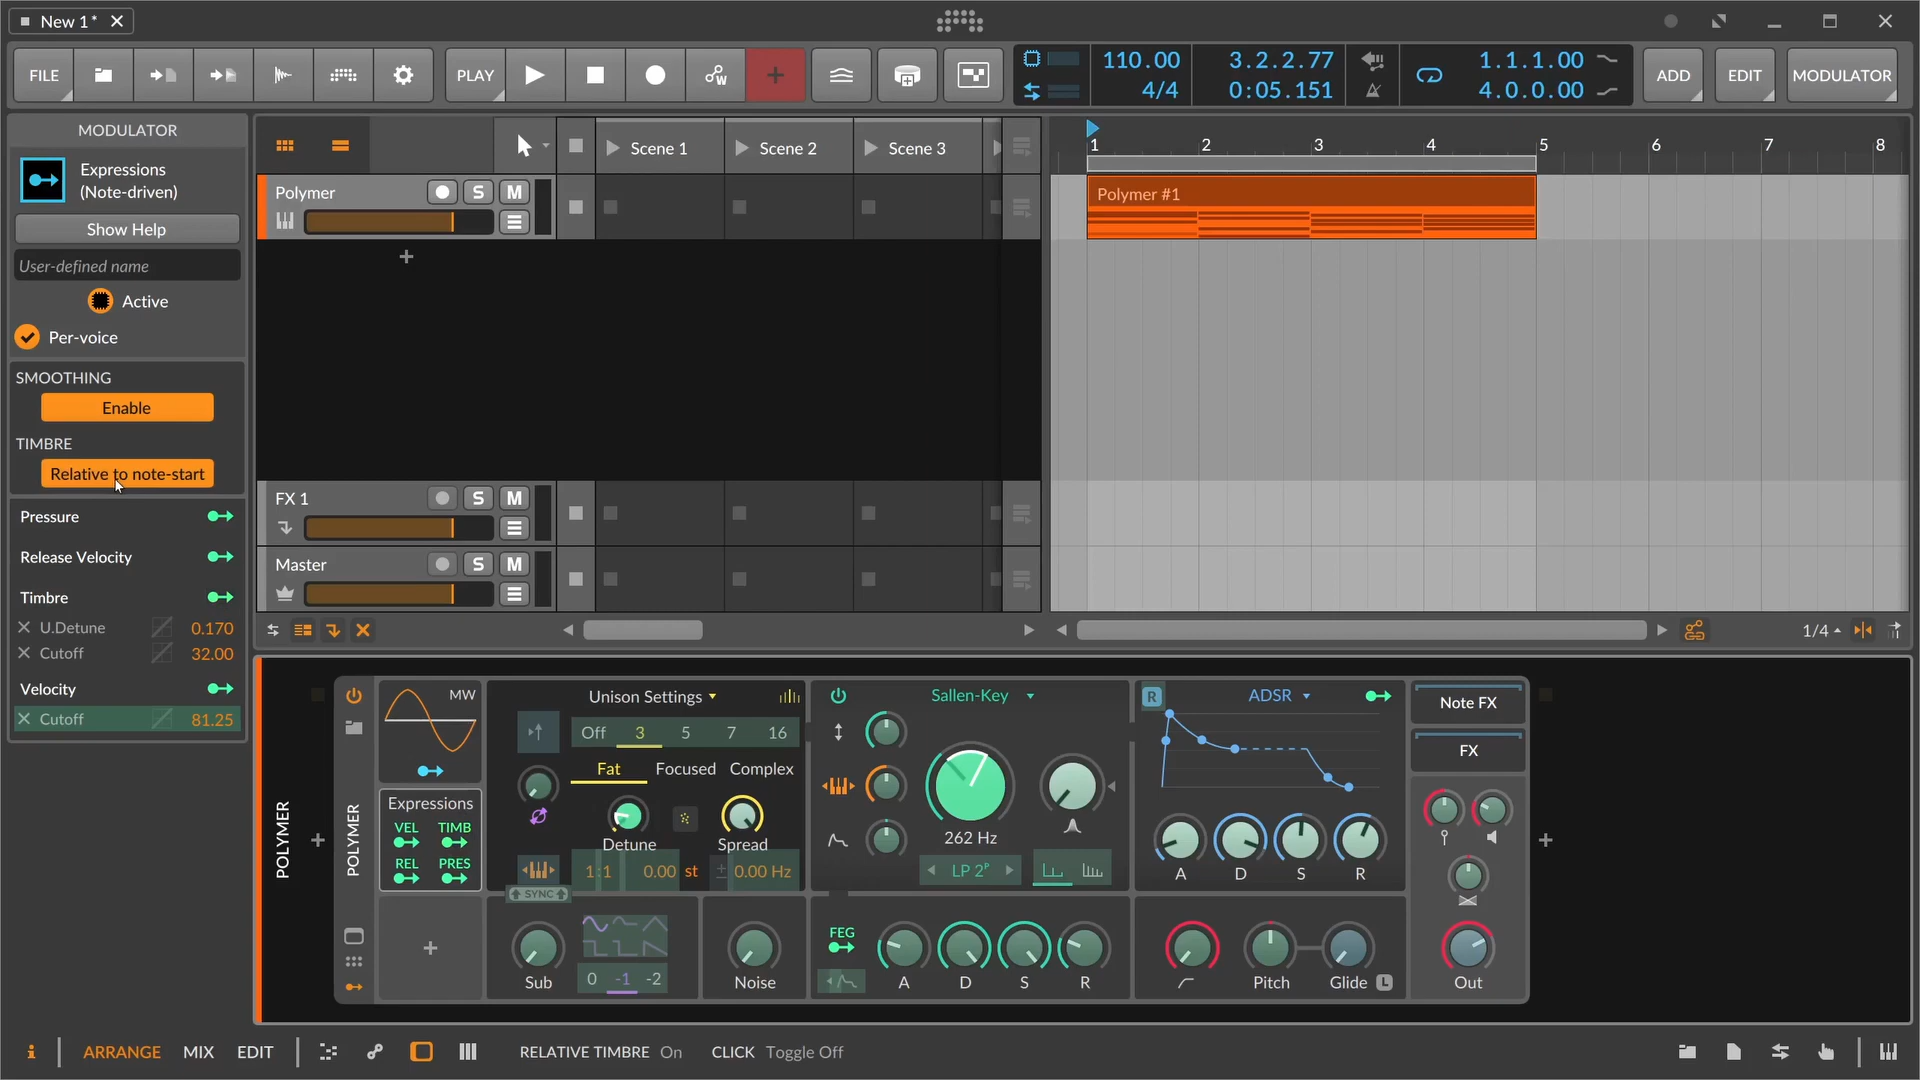 New 1*
FILE
PLAY
110.00
4/4
3.2.2.77
0:05.151
1.1.1.00
4.0.0.00
ADD
EDIT
MODULATOR
MODULATOR
Expressions
(Note-driven)
Show Help
User-defined name
Active
Per-voice
SMOOTHING
Enable
TIMBRE
Relative to note-start
Pressure
Release Velocity
Timbre
U.Detune 0.170
Cutoff 32.00
Velocity
Cutoff 81.25
Scene 1
Scene 2
Scene 3
Polymer S M
FX 1 S M
Master S M
1 2 3 4 5 6 7 8
Polymer #1
1/4
POLYMER
POLYMER
MW
Expressions
VEL TIMB
REL PRES
Unison Settings
Off 3 5 7 16
Fat Focused Complex
Detune Spread
1:1 0.00 st ± 0.00 Hz
SYNC
Sub
0 -1 -2
Noise
Sallen-Key
262 Hz
LP 2ᴾ
FEG
A D S R
R
ADSR
A D S R
Pitch Glide L
Note FX
FX
Out
i
ARRANGE MIX EDIT
RELATIVE TIMBRE On CLICK Toggle Off